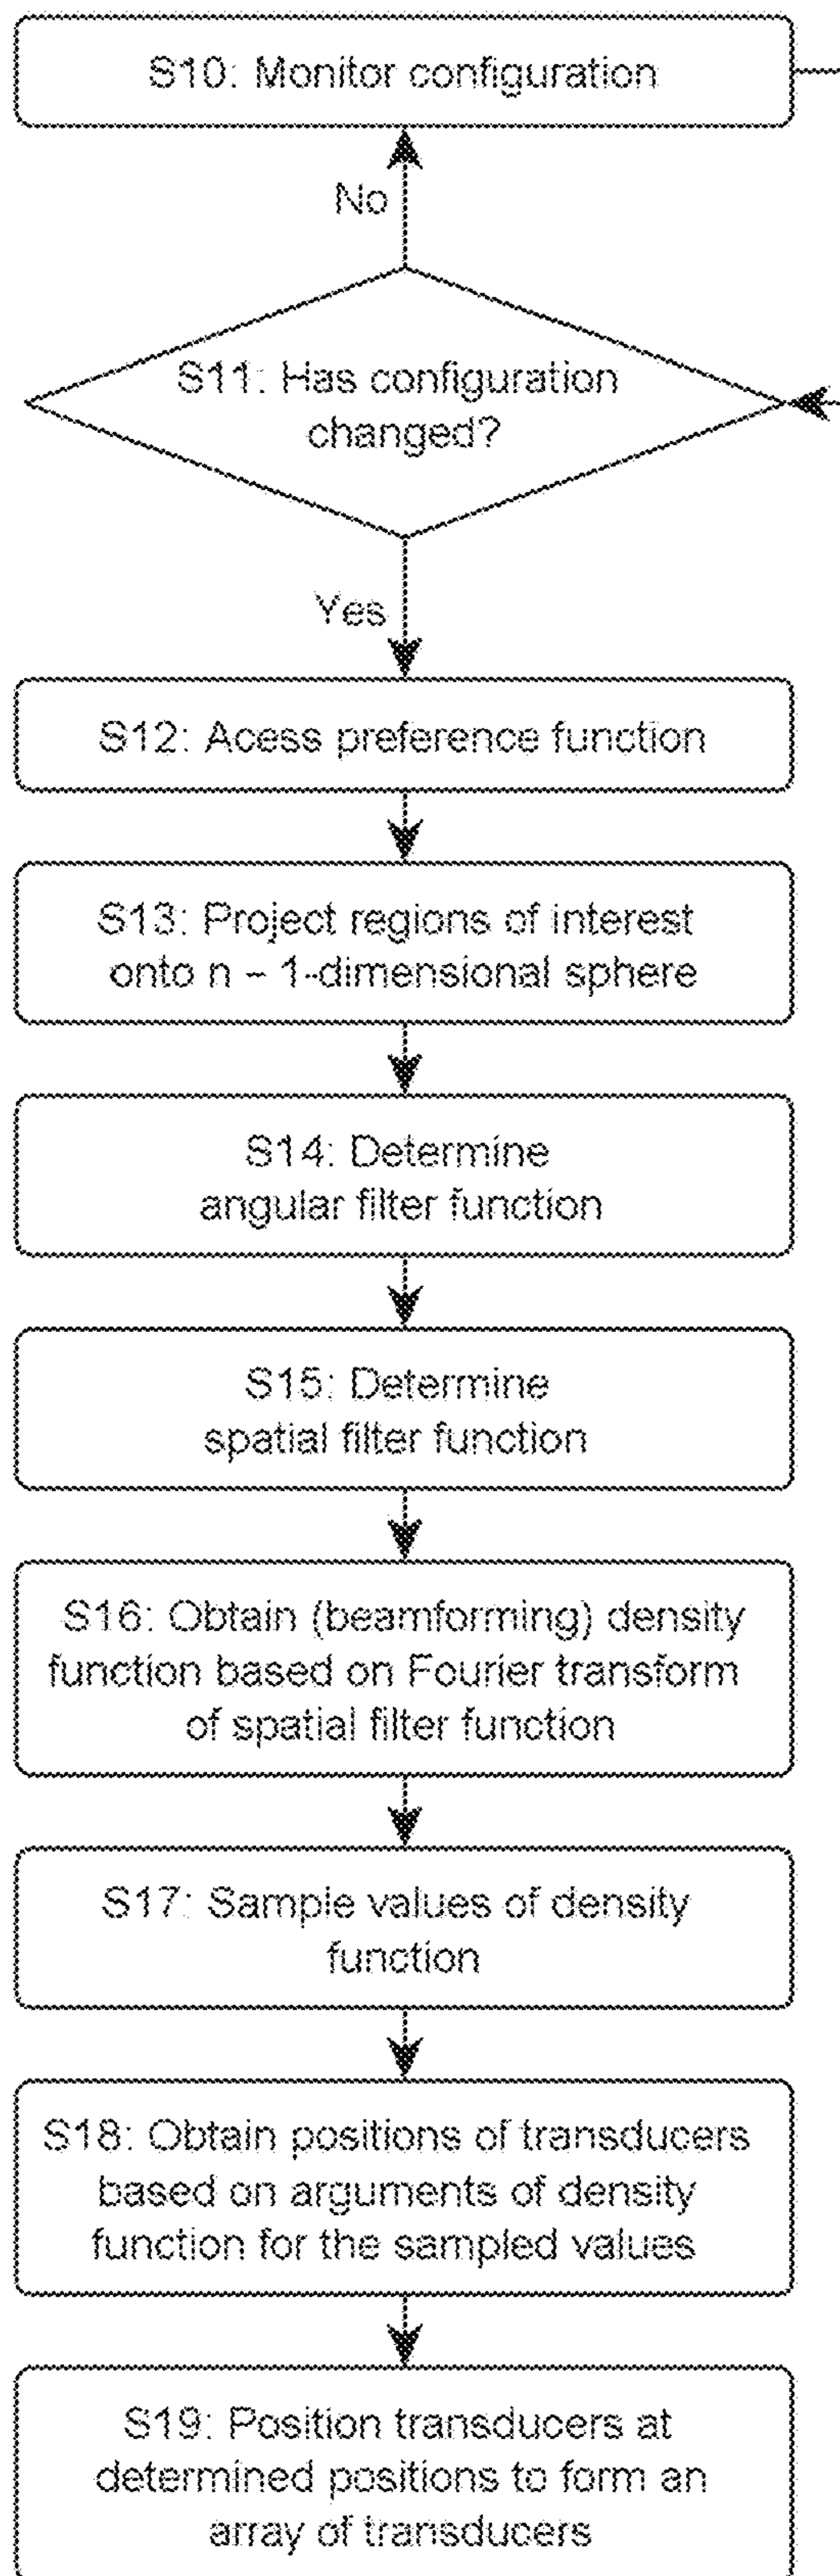 S10: Monitor configuration
No
S11: Has configuration
changed?
Yes
S12: Acess preference function
S13: Project regions of interest
onto n – 1-dimensional sphere
S14: Determine
angular filter function
S15: Determine
spatial filter function
S16: Obtain (beamforming) density
function based on Fourier transform
of spatial filter function
S17: Sample values of density
function
S18: Obtain positions of transducers
based on arguments of density
function for the sampled values
S19: Position transducers at
determined positions to form an
array of transducers